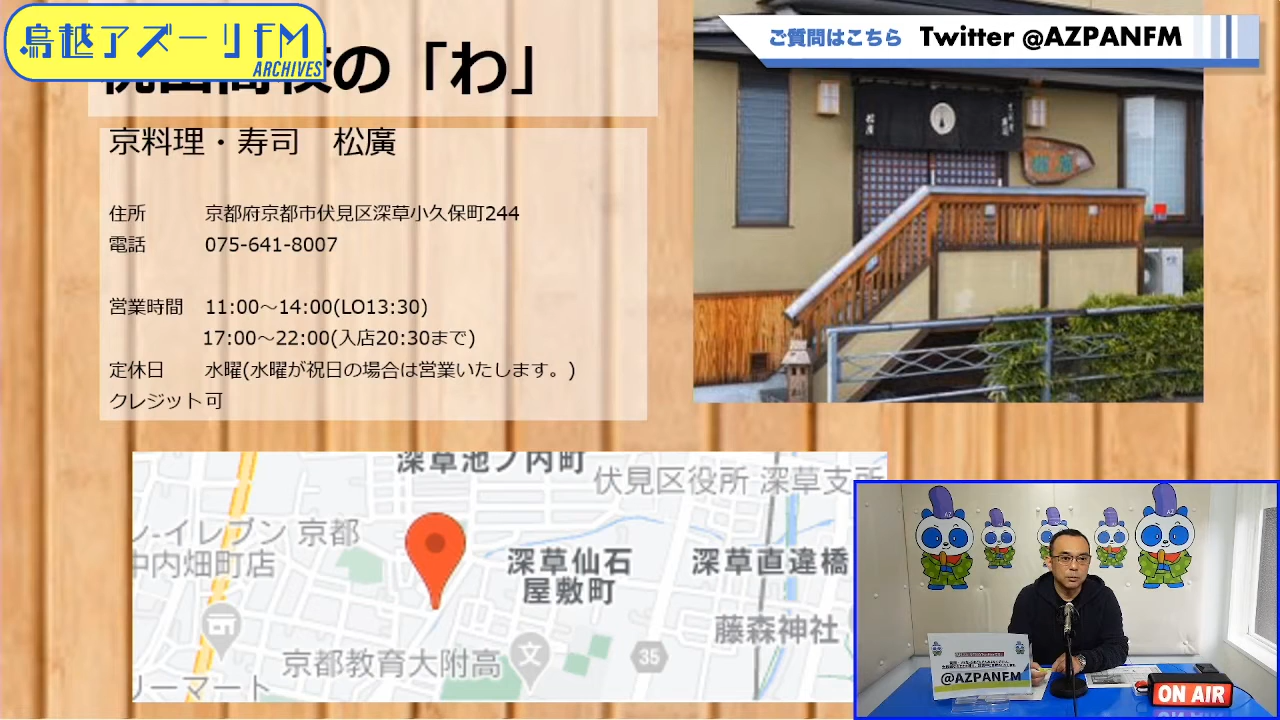 鳥越アズーリFM
ARCHIVES
ご質問はこちら Twitter @AZPANFM
の「わ」
京料理・寿司 松廣
住所 京都府京都市伏見区深草小久保町244
電話 075-641-8007
営業時間 11:00～14:00(LO13:30)
17:00～22:00(入店20:30まで)
定休日 水曜(水曜が祝日の場合は営業いたします。)
クレジット可
松廣
深草池ノ内町
伏見区役所 深草支所
レイレブン 京都
中内畑町店
深草仙石
屋敷町
深草直違橋
藤森神社
京都教育大附高
文
35
リーマート
@AZPANFM
ON AIR